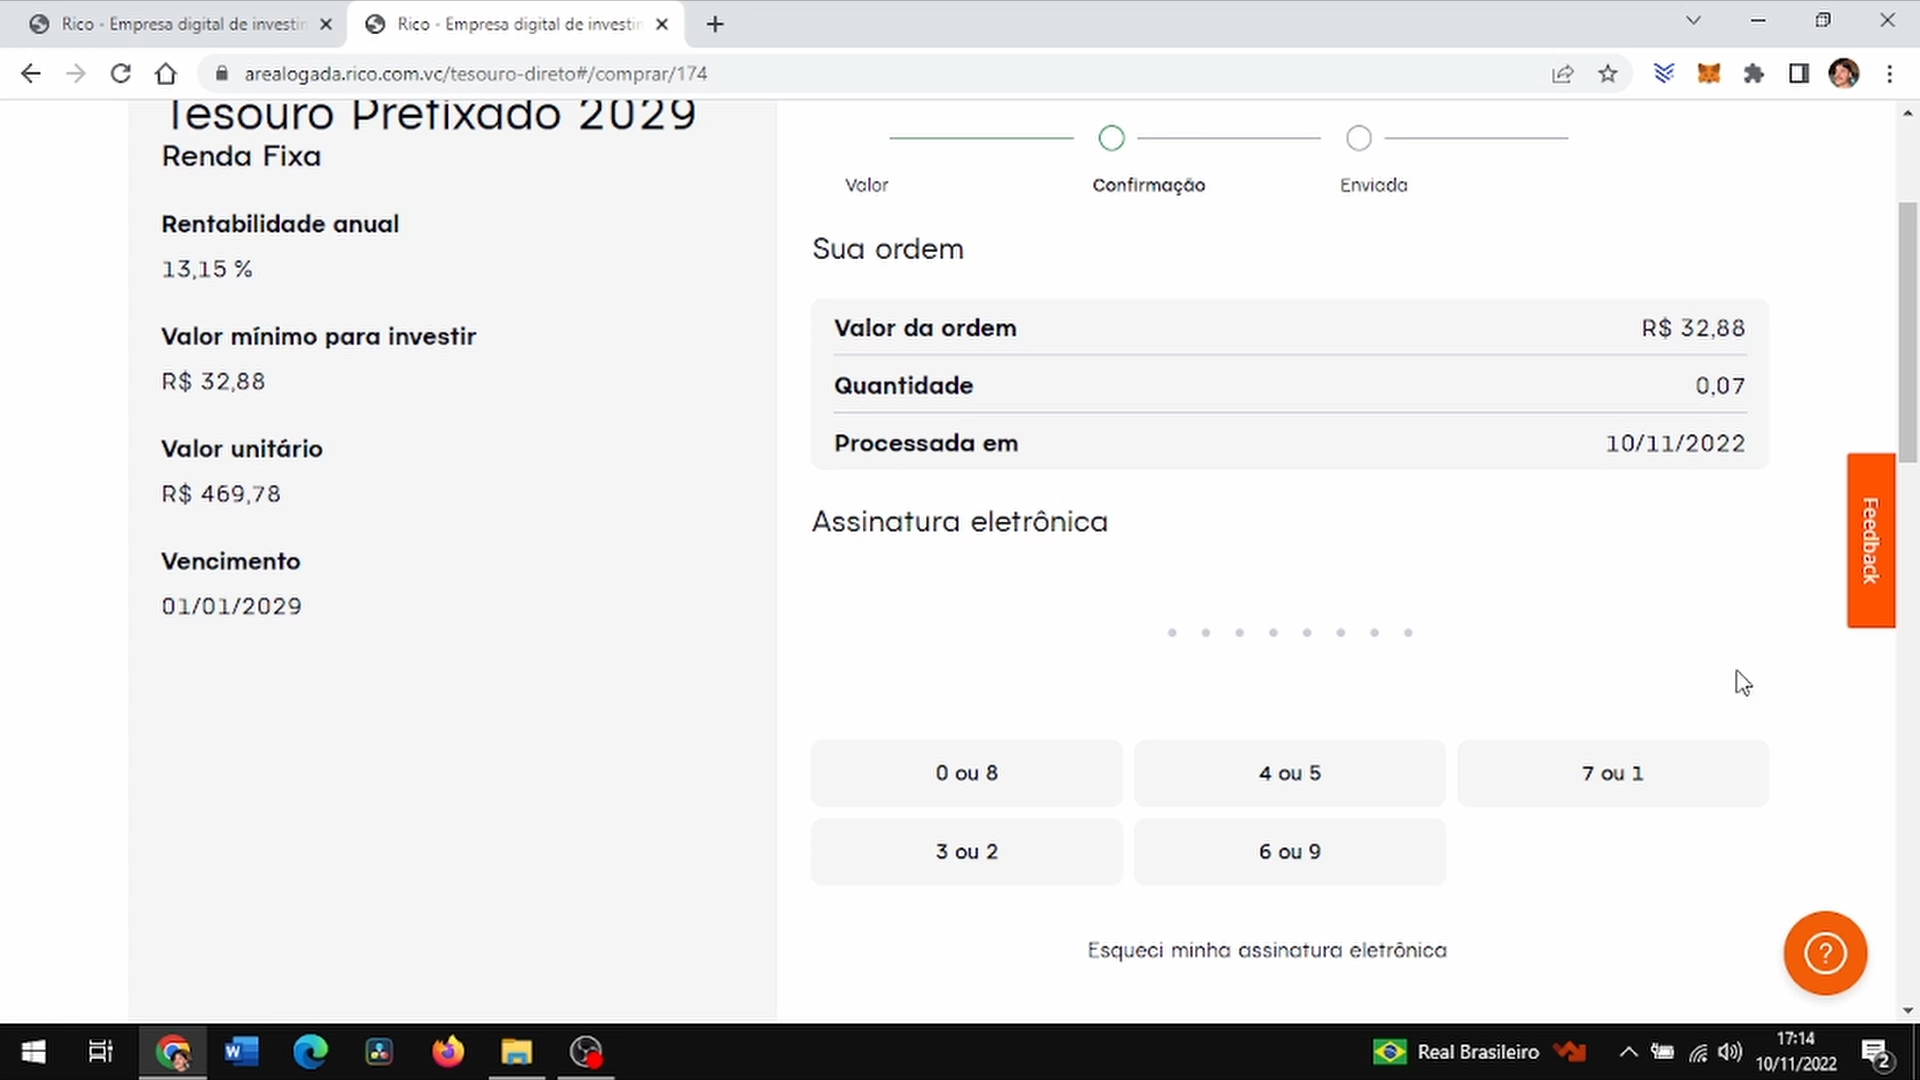 Rico - Empresa digital de investin
Rico - Empresa digital de investin
arealogada.rico.com.vc/tesouro-direto#/comprar/174
Tesouro Prefixado 2029
Renda Fixa
Rentabilidade anual
13,15 %
Valor mínimo para investir
R$ 32,88
Valor unitário
R$ 469,78
Vencimento
01/01/2029
Valor
Confirmação
Enviada
Sua ordem
Valor da ordem R$ 32,88
Quantidade 0,07
Processada em 10/11/2022
Assinatura eletrônica
0 ou 8
4 ou 5
7 ou 1
3 ou 2
6 ou 9
Esqueci minha assinatura eletrônica
Feedback
?
Real Brasileiro
17:14
10/11/2022
2